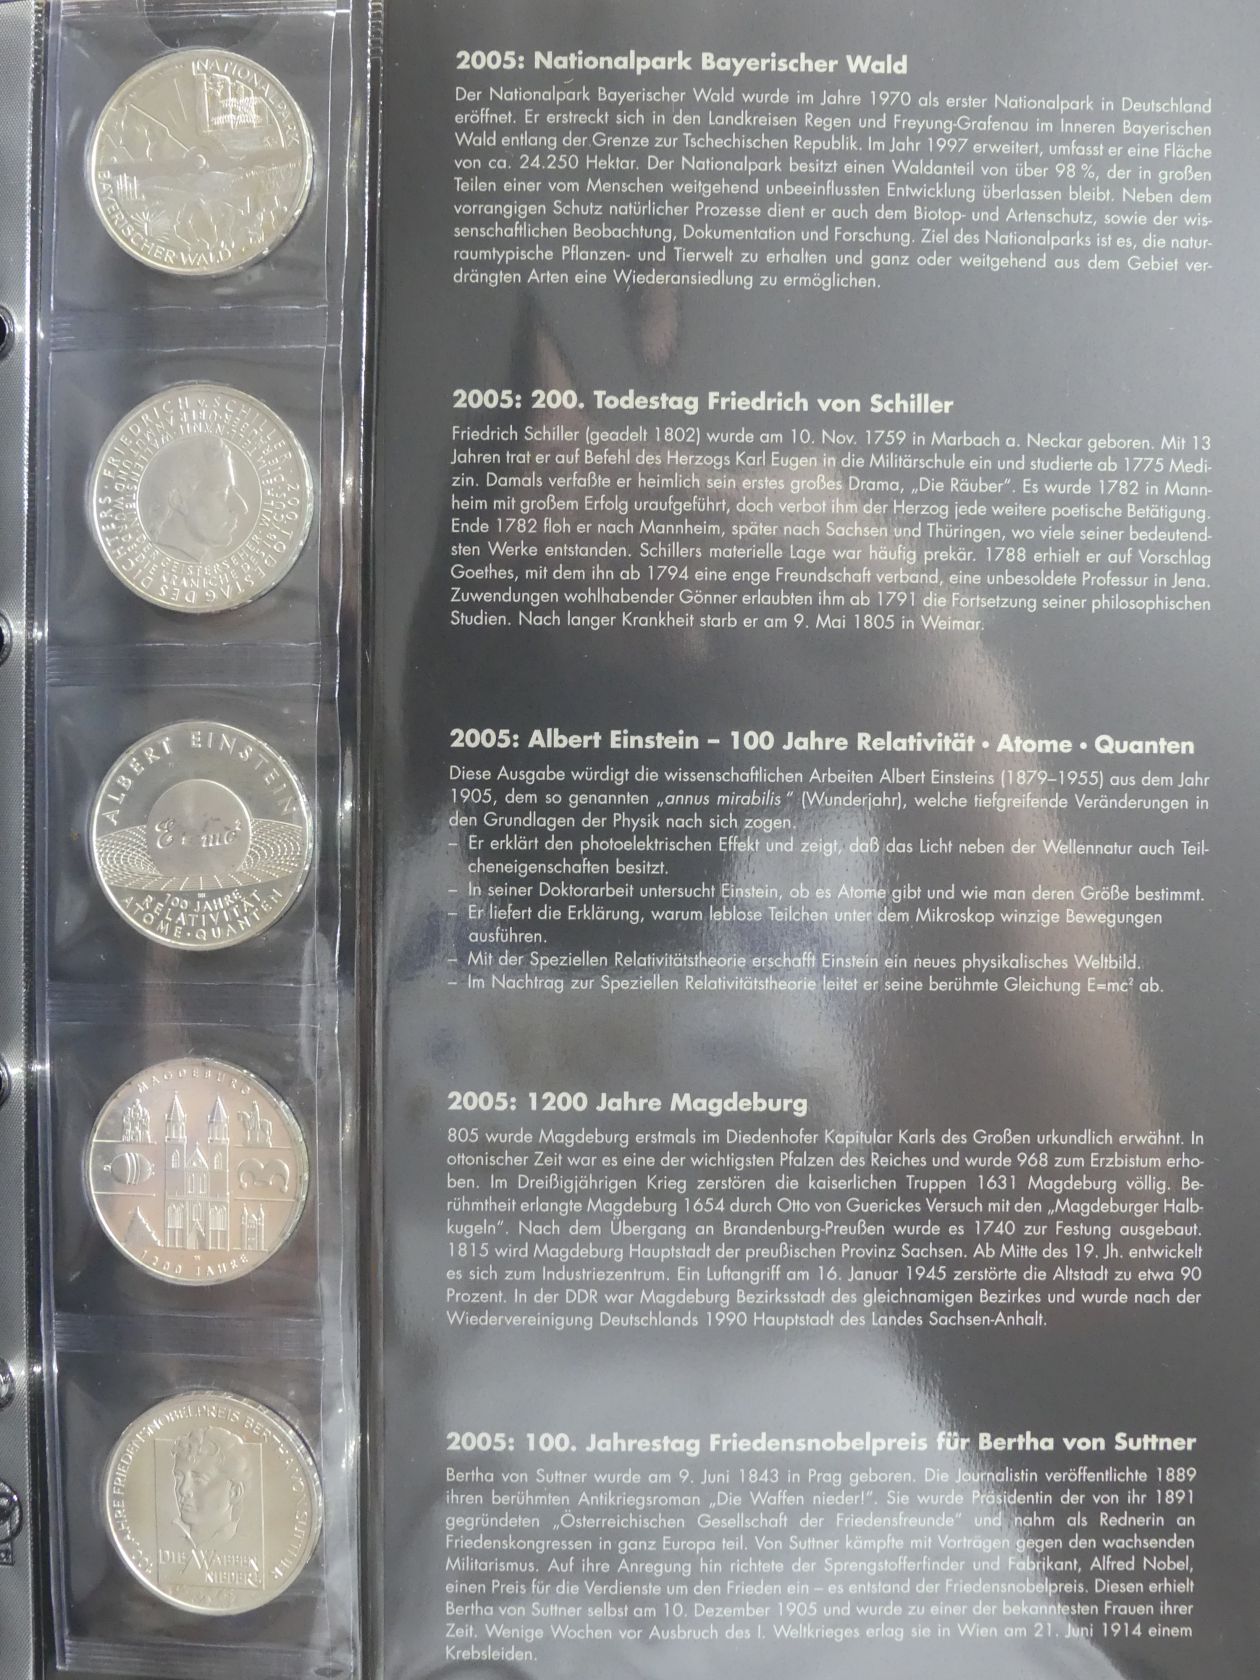 NATIONALPARK
BAYERISCHER WALD
2005: Nationalpark Bayerischer Wald
Der Nationalpark Bayerischer Wald wurde im Jahre 1970 als erster Nationalpark in Deutschland
eröffnet. Er erstreckt sich in den Landkreisen Regen und Freyung-Grafenau im Inneren Bayerischen
Wald entlang der Grenze zur Tschechischen Republik. Im Jahr 1997 erweitert, umfasst er eine Fläche
von ca. 24.250 Hektar. Der Nationalpark besitzt einen Waldanteil von über 98 %, der in großen
Teilen einer vom Menschen weitgehend unbeeinflussten Entwicklung überlassen bleibt. Neben dem
vorrangigen Schutz natürlicher Prozesse dient er auch dem Biotop- und Artenschutz, sowie der wis-
senschaftlichen Beobachtung, Dokumentation und Forschung. Ziel des Nationalparks ist es, die natur-
raumtypische Pflanzen- und Tierwelt zu erhalten und ganz oder weitgehend aus dem Gebiet ver-
drängten Arten eine Wiederansiedlung zu ermöglichen.
200. TODESTAG DES DICHTERS · FRIEDRICH v. SCHILLER
2005: 200. Todestag Friedrich von Schiller
Friedrich Schiller (geadelt 1802) wurde am 10. Nov. 1759 in Marbach a. Neckar geboren. Mit 13
Jahren trat er auf Befehl des Herzogs Karl Eugen in die Militärschule ein und studierte ab 1775 Medi-
zin. Damals verfaßte er heimlich sein erstes großes Drama, „Die Räuber“. Es wurde 1782 in Mann-
heim mit großem Erfolg uraufgeführt, doch verbot ihm der Herzog jede weitere poetische Betätigung.
Ende 1782 floh er nach Mannheim, später nach Sachsen und Thüringen, wo viele seiner bedeutend-
sten Werke entstanden. Schillers materielle Lage war häufig prekär. 1788 erhielt er auf Vorschlag
Goethes, mit dem ihn ab 1794 eine enge Freundschaft verband, eine unbesoldete Professur in Jena.
Zuwendungen wohlhabender Gönner erlaubten ihm ab 1791 die Fortsetzung seiner philosophischen
Studien. Nach langer Krankheit starb er am 9. Mai 1805 in Weimar.
ALBERT EINSTEIN
E=mc²
100 JAHRE
RELATIVITÄT
ATOME · QUANTEN
2005: Albert Einstein – 100 Jahre Relativität • Atome • Quanten
Diese Ausgabe würdigt die wissenschaftlichen Arbeiten Albert Einsteins (1879–1955) aus dem Jahr
1905, dem so genannten „annus mirabilis“ (Wunderjahr), welche tiefgreifende Veränderungen in
den Grundlagen der Physik nach sich zogen.
– Er erklärt den photoelektrischen Effekt und zeigt, daß das Licht neben der Wellennatur auch Teil-
cheneigenschaften besitzt.
– In seiner Doktorarbeit untersucht Einstein, ob es Atome gibt und wie man deren Größe bestimmt.
– Er liefert die Erklärung, warum leblose Teilchen unter dem Mikroskop winzige Bewegungen
ausführen.
– Mit der Speziellen Relativitätstheorie erschafft Einstein ein neues physikalisches Weltbild.
– Im Nachtrag zur Speziellen Relativitätstheorie leitet er seine berühmte Gleichung E=mc² ab.
MAGDEBURG
1200 JAHRE
2005: 1200 Jahre Magdeburg
805 wurde Magdeburg erstmals im Diedenhofer Kapitular Karls des Großen urkundlich erwähnt. In
ottonischer Zeit war es eine der wichtigsten Pfalzen des Reiches und wurde 968 zum Erzbistum erho-
ben. Im Dreißigjährigen Krieg zerstören die kaiserlichen Truppen 1631 Magdeburg völlig. Be-
rühmtheit erlangte Magdeburg 1654 durch Otto von Guerickes Versuch mit den „Magdeburger Halb-
kugeln“. Nach dem Übergang an Brandenburg-Preußen wurde es 1740 zur Festung ausgebaut.
1815 wird Magdeburg Hauptstadt der preußischen Provinz Sachsen. Ab Mitte des 19. Jh. entwickelt
es sich zum Industriezentrum. Ein Luftangriff am 16. Januar 1945 zerstörte die Altstadt zu etwa 90
Prozent. In der DDR war Magdeburg Bezirksstadt des gleichnamigen Bezirkes und wurde nach der
Wiedervereinigung Deutschlands 1990 Hauptstadt des Landes Sachsen-Anhalt.
100 JAHRE FRIEDENSNOBELPREIS BERTHA VON SUTTNER
DIE WAFFEN
NIEDER!
2005: 100. Jahrestag Friedensnobelpreis für Bertha von Suttner
Bertha von Suttner wurde am 9. Juni 1843 in Prag geboren. Die Journalistin veröffentlichte 1889
ihren berühmten Antikriegsroman „Die Waffen nieder!“. Sie wurde Präsidentin der von ihr 1891
gegründeten „Österreichischen Gesellschaft der Friedensfreunde“ und nahm als Rednerin an
Friedenskongressen in ganz Europa teil. Von Suttner kämpfte mit Vorträgen gegen den wachsenden
Militarismus. Auf ihre Anregung hin richtete der Sprengstofferfinder und Fabrikant, Alfred Nobel,
einen Preis für die Verdienste um den Frieden ein – es entstand der Friedensnobelpreis. Diesen erhielt
Bertha von Suttner selbst am 10. Dezember 1905 und wurde zu einer der bekanntesten Frauen ihrer
Zeit. Wenige Wochen vor Ausbruch des I. Weltkrieges erlag sie in Wien am 21. Juni 1914 einem
Krebsleiden.